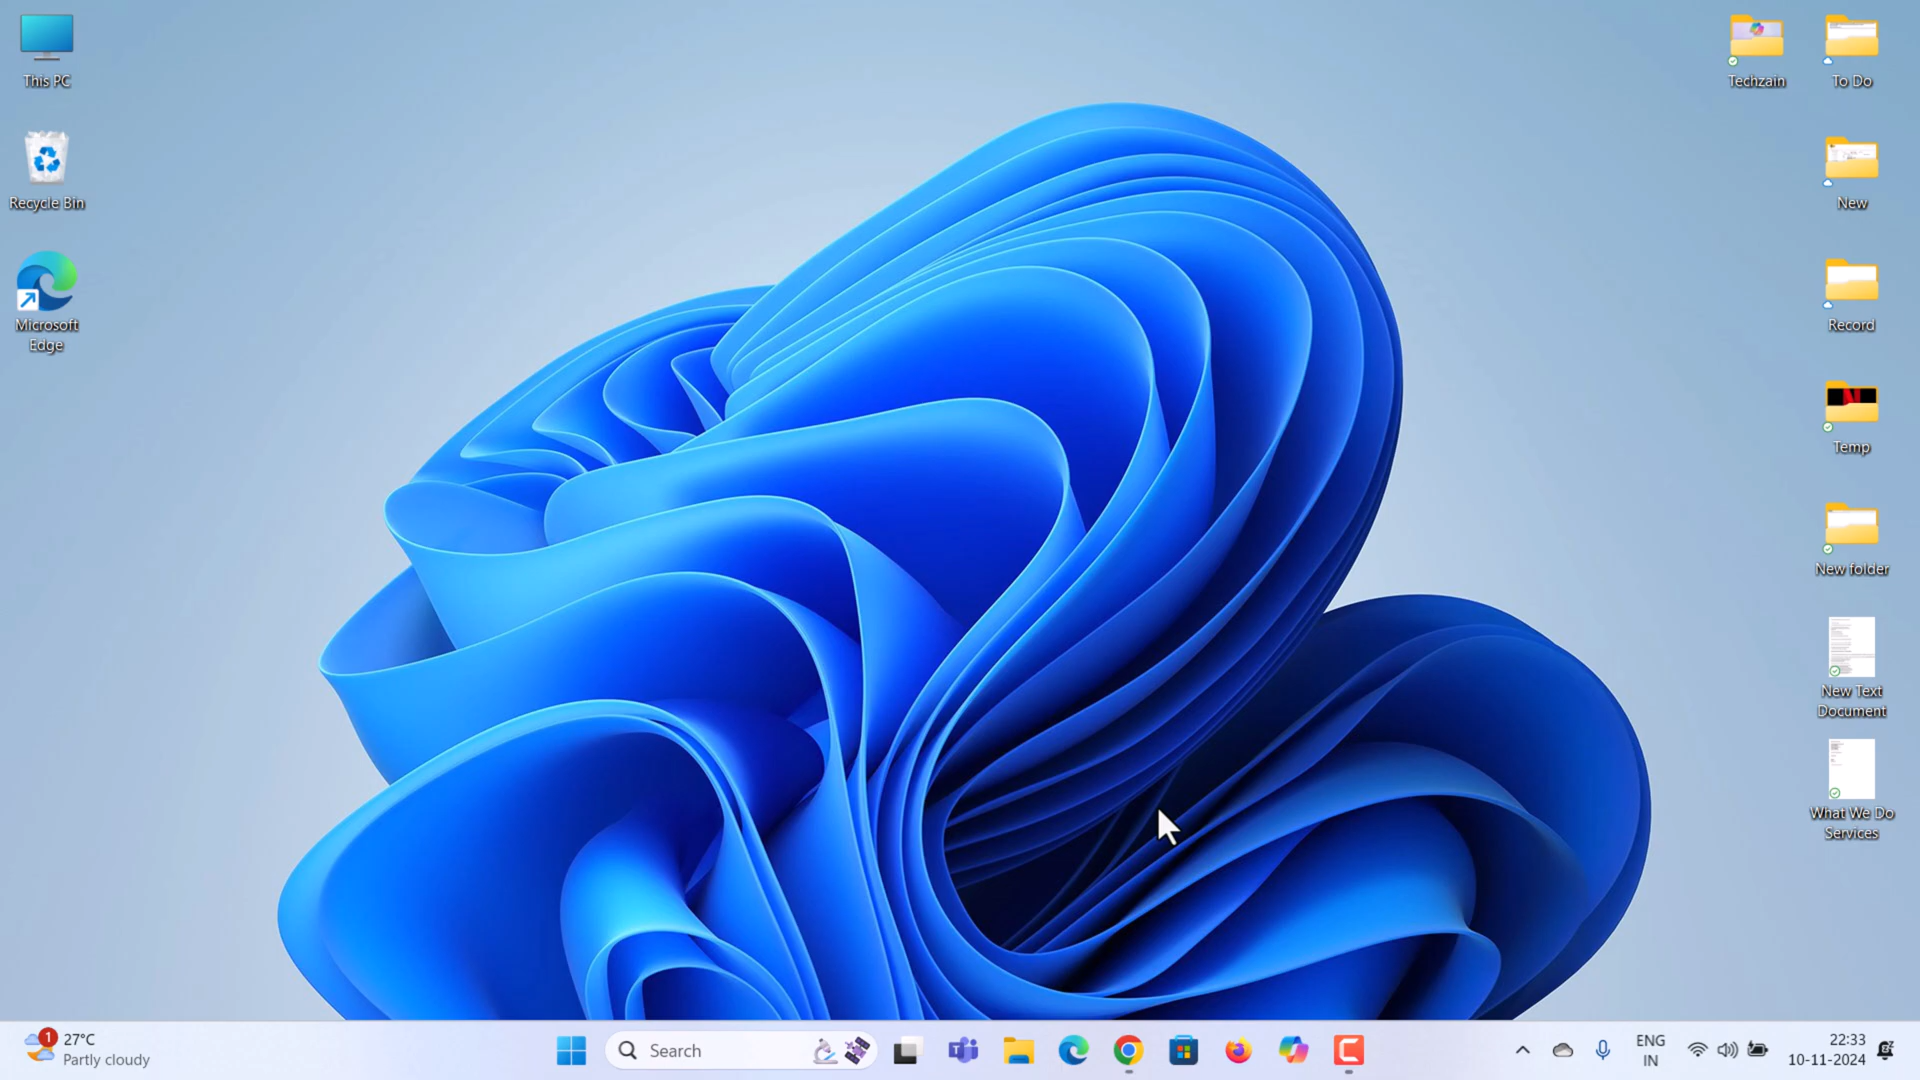 This PC
Recycle Bin
Microsoft
Edge
Techzain
To Do
New
Record
Temp
New folder
New Text
Document
What We Do
Services
1
27°C
Partly cloudy
Search
ENG
IN
22:33
10-11-2024